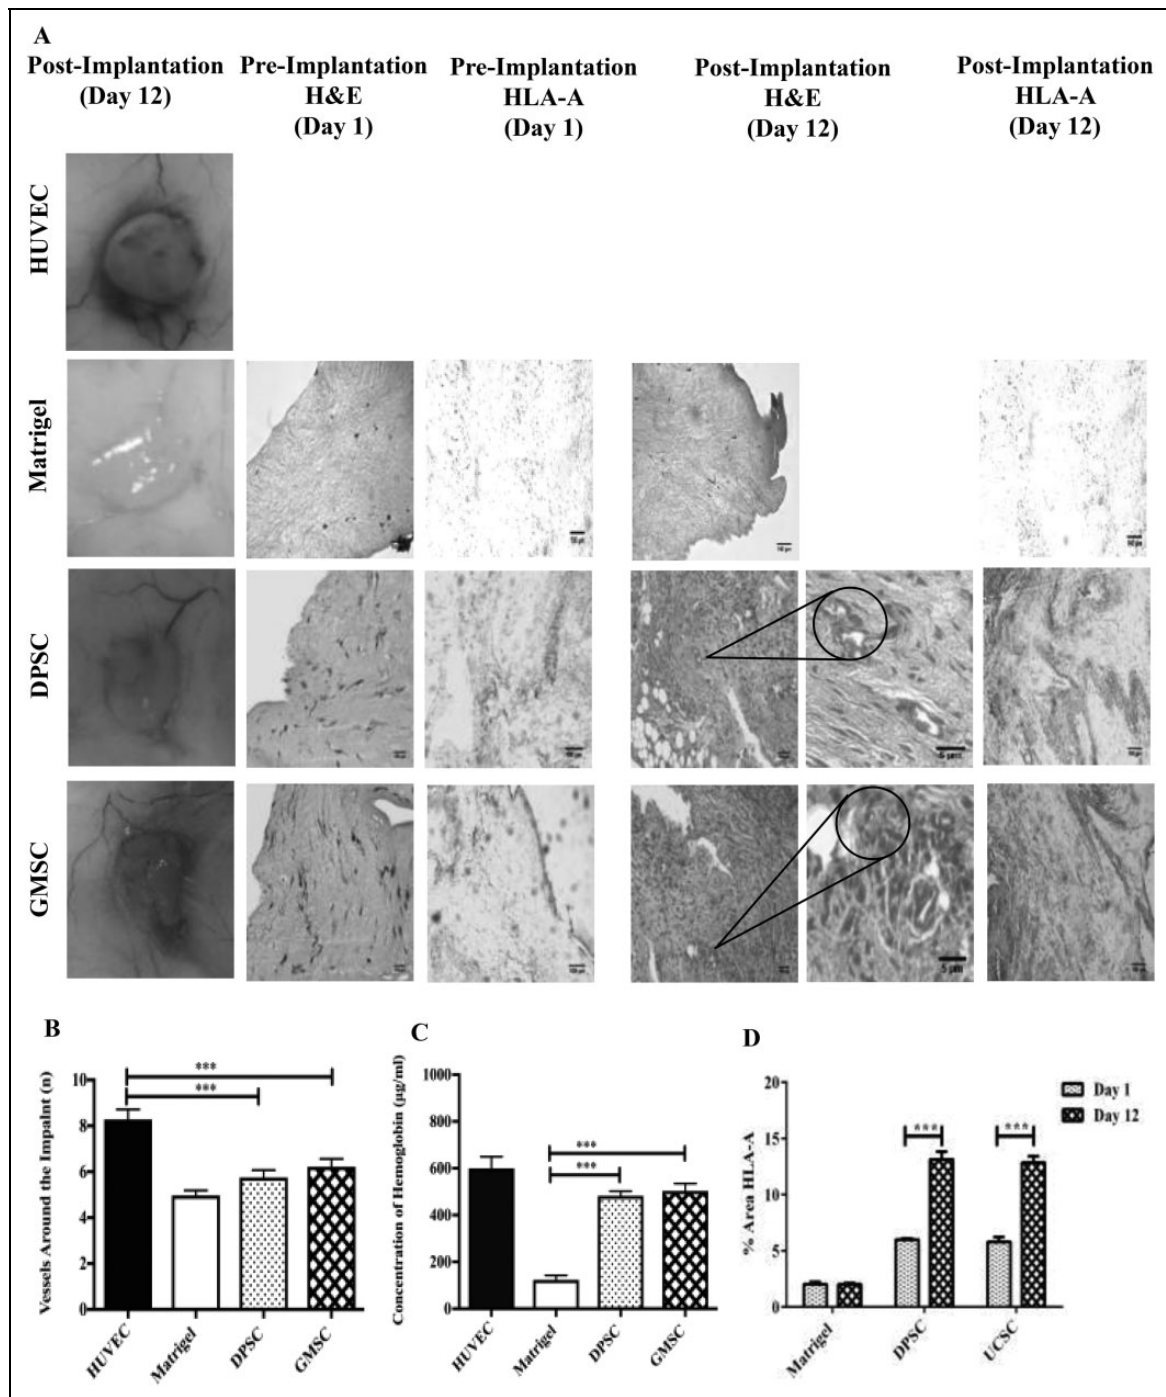 A
Post-Implantation Pre-Implantation Pre-Implantation Post-Implantation Post-Implantation
(Day 12) H&E HLA-A H&E HLA-A
(Day 1) (Day 1) (Day 12) (Day 12)
HUVEC
Matrigel
DPSC
5 µm
GMSC
5 µm
B
Vessels Around the Impaint (n)
10
8
6
4
2
0
***
***
HUVEC
Matrigel
DPSC
GMSC
C
Concentration of Hemoglobin (µg/ml)
1000
800
600
400
200
0
***
***
HUVEC
Matrigel
DPSC
GMSC
D
% Area HLA-A
20
15
10
5
0
***
***
Day 1
Day 12
Matrigel
DPSC
UCSC